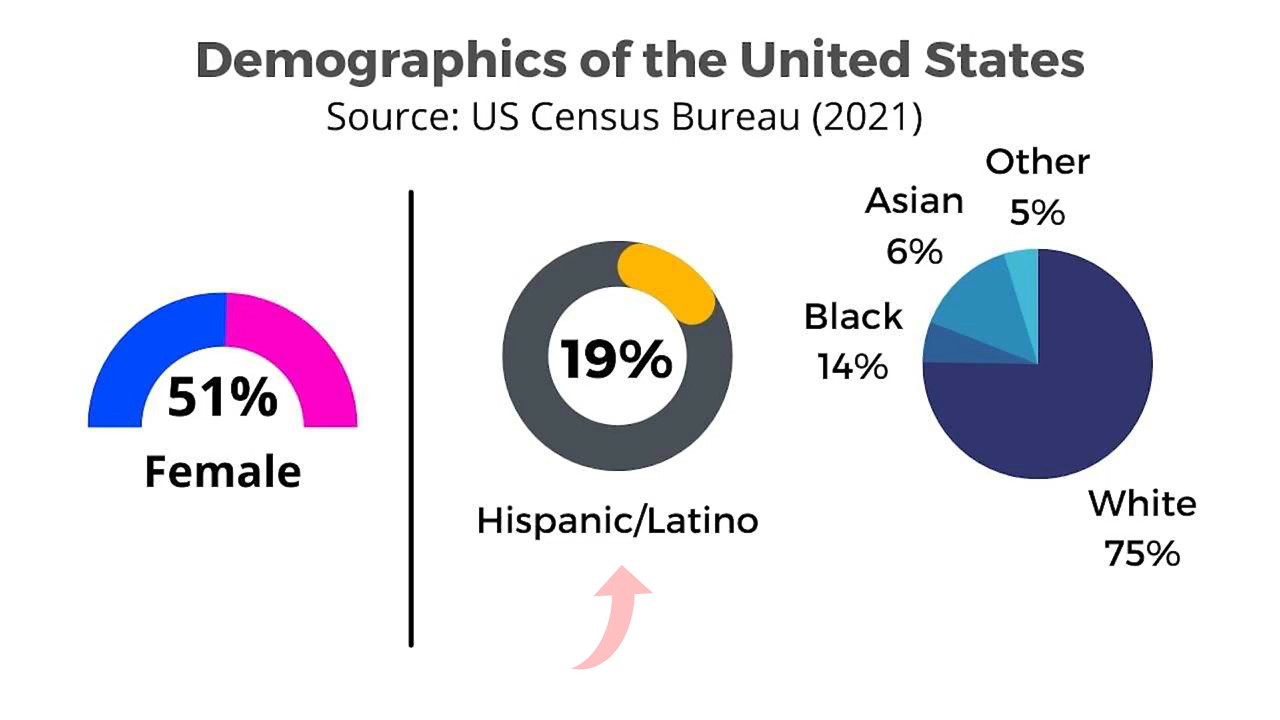 Demographics of the United States
Source: US Census Bureau (2021)
51%
Female
19%
Hispanic/Latino
Other
5%
Asian
6%
Black
14%
White
75%